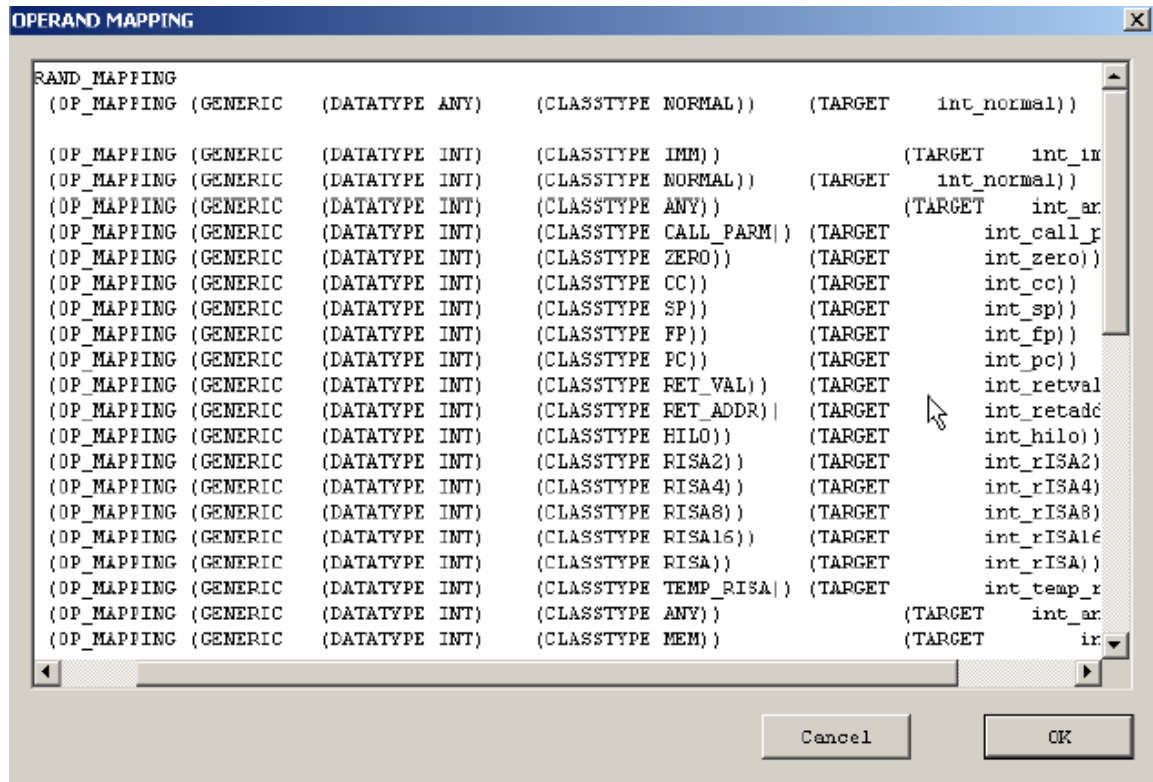 OPERAND MAPPING
RAND_MAPPING
(OP_MAPPING (GENERIC (DATATYPE ANY) (CLASSTYPE NORMAL)) (TARGET int_normal))
(OP_MAPPING (GENERIC (DATATYPE INT) (CLASSTYPE IMM)) (TARGET int_im
(OP_MAPPING (GENERIC (DATATYPE INT) (CLASSTYPE NORMAL)) (TARGET int_normal))
(OP_MAPPING (GENERIC (DATATYPE INT) (CLASSTYPE ANY)) (TARGET int_an
(OP_MAPPING (GENERIC (DATATYPE INT) (CLASSTYPE CALL_PARM|) (TARGET int_call_p
(OP_MAPPING (GENERIC (DATATYPE INT) (CLASSTYPE ZERO)) (TARGET int_zero))
(OP_MAPPING (GENERIC (DATATYPE INT) (CLASSTYPE CC)) (TARGET int_cc))
(OP_MAPPING (GENERIC (DATATYPE INT) (CLASSTYPE SP)) (TARGET int_sp))
(OP_MAPPING (GENERIC (DATATYPE INT) (CLASSTYPE FP)) (TARGET int_fp))
(OP_MAPPING (GENERIC (DATATYPE INT) (CLASSTYPE PC)) (TARGET int_pc))
(OP_MAPPING (GENERIC (DATATYPE INT) (CLASSTYPE RET_VAL)) (TARGET int_retval
(OP_MAPPING (GENERIC (DATATYPE INT) (CLASSTYPE RET_ADDR)| (TARGET int_retadd
(OP_MAPPING (GENERIC (DATATYPE INT) (CLASSTYPE HILO)) (TARGET int_hilo))
(OP_MAPPING (GENERIC (DATATYPE INT) (CLASSTYPE RISA2)) (TARGET int_rISA2)
(OP_MAPPING (GENERIC (DATATYPE INT) (CLASSTYPE RISA4)) (TARGET int_rISA4)
(OP_MAPPING (GENERIC (DATATYPE INT) (CLASSTYPE RISA8)) (TARGET int_rISA8)
(OP_MAPPING (GENERIC (DATATYPE INT) (CLASSTYPE RISA16)) (TARGET int_rISA16
(OP_MAPPING (GENERIC (DATATYPE INT) (CLASSTYPE RISA)) (TARGET int_rISA))
(OP_MAPPING (GENERIC (DATATYPE INT) (CLASSTYPE TEMP_RISA|) (TARGET int_temp_r
(OP_MAPPING (GENERIC (DATATYPE INT) (CLASSTYPE ANY)) (TARGET int_an
(OP_MAPPING (GENERIC (DATATYPE INT) (CLASSTYPE MEM)) (TARGET in
Cancel OK